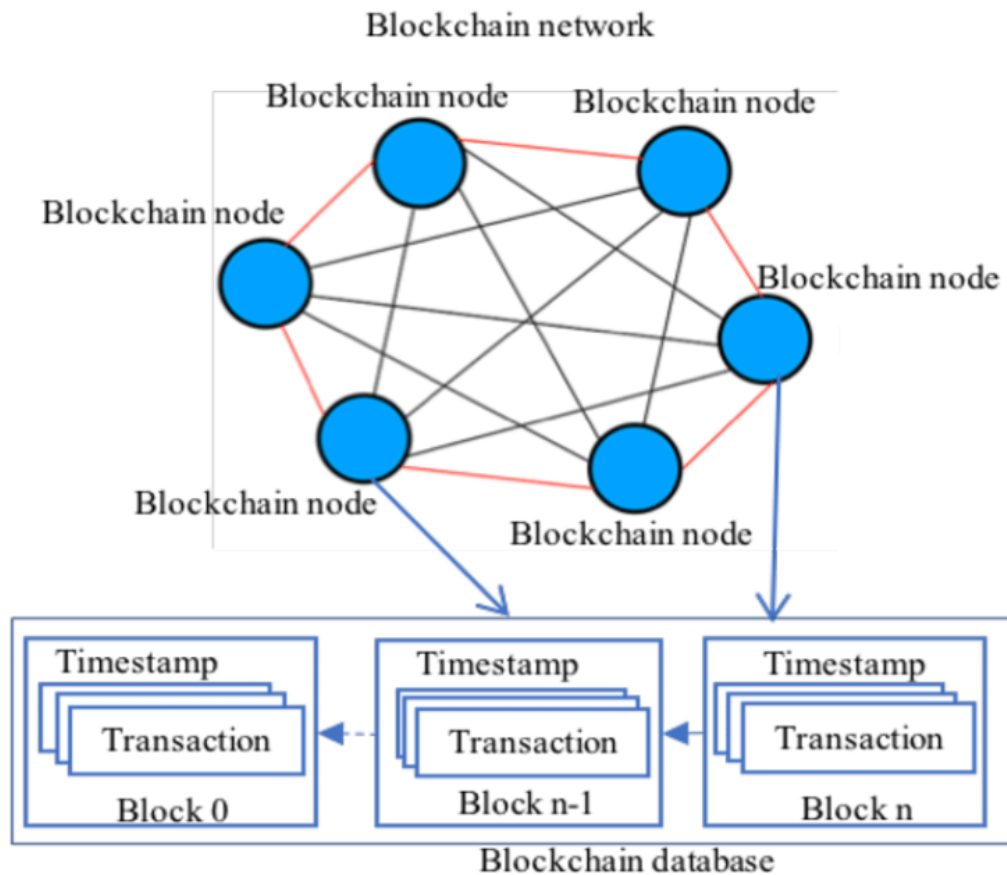 Blockchain network
Blockchain node
Blockchain node
Blockchain node
Blockchain node
Blockchain node
Blockchain node
Timestamp
Transaction
Block 0
Timestamp
Transaction
Block n-1
Timestamp
Transaction
Block n
Blockchain database